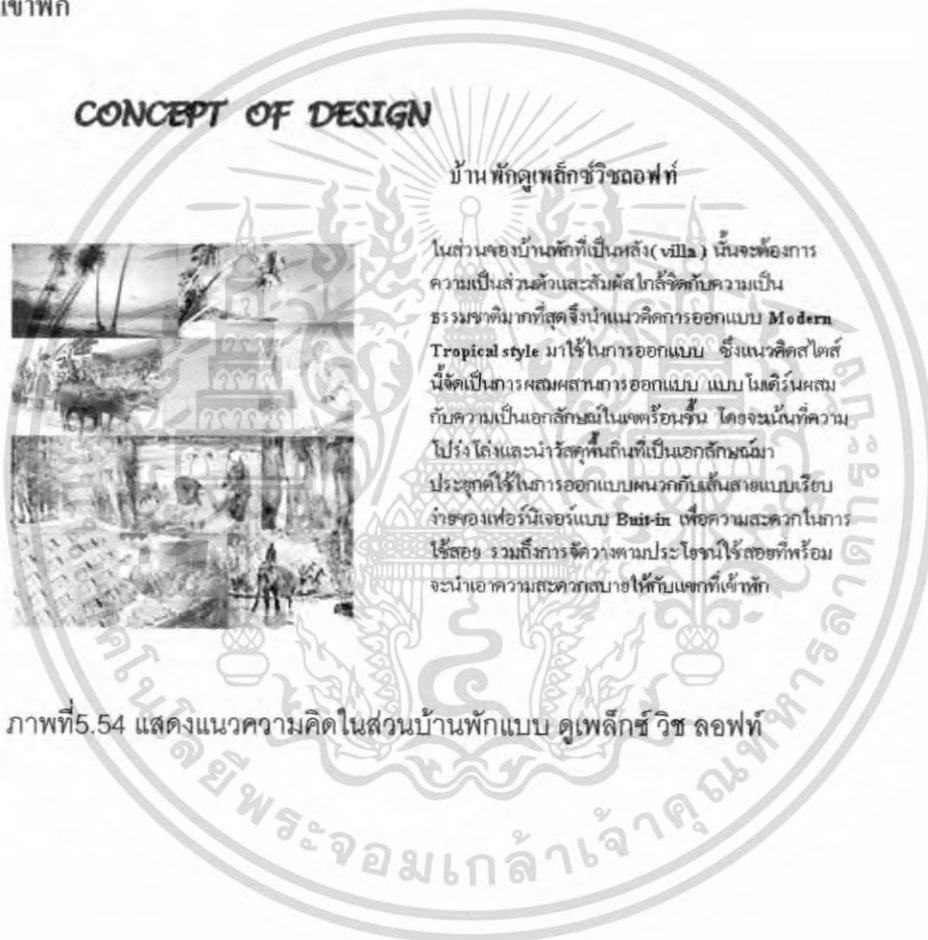 เข้าพัก
CONCEPT OF DESIGN
บ้านพักดูเพล็กซ์วิชลอฟท์
ในส่วนของบ้านพักที่เป็นหลัง( villa ) นั้นจะต้องการ
ความเป็นส่วนตัวและสัมผัสใกล้ชิดกับความเป็น
ธรรมชาติมากที่สุดจึงนำแนวคิดการออกแบบ Modern
Tropical style มาใช้ในการออกแบบ ซึ่งแนวคิดสไตล์
นี้จัดเป็นการผสมผสานการออกแบบ แบบโมเดิร์นผสม
กับความเป็นเอกลักษณ์ในเขตร้อนชื้น โดยจะเน้นที่ความ
โปร่งโล่งและนำวัสดุพื้นถิ่นที่เป็นเอกลักษณ์มา
ประยุกต์ใช้ในการออกแบบผนวกกับเส้นสายแบบเรียบ
ง่ายของเฟอร์นิเจอร์แบบ Buit-in เพื่อความสะดวกในการ
ใช้สอย รวมถึงการจัดวางตามประโยชน์ใช้สอยที่พร้อม
จะนำเอาความสะดวกสบายให้กับแขกที่เข้าพัก
ภาพที่5.54 แสดงแนวความคิดในส่วนบ้านพักแบบ ดูเพล็กซ์ วิช ลอฟท์
คโนโลยีพระจอมเกล้าเจ้าคุณทหารลาดกระบัง